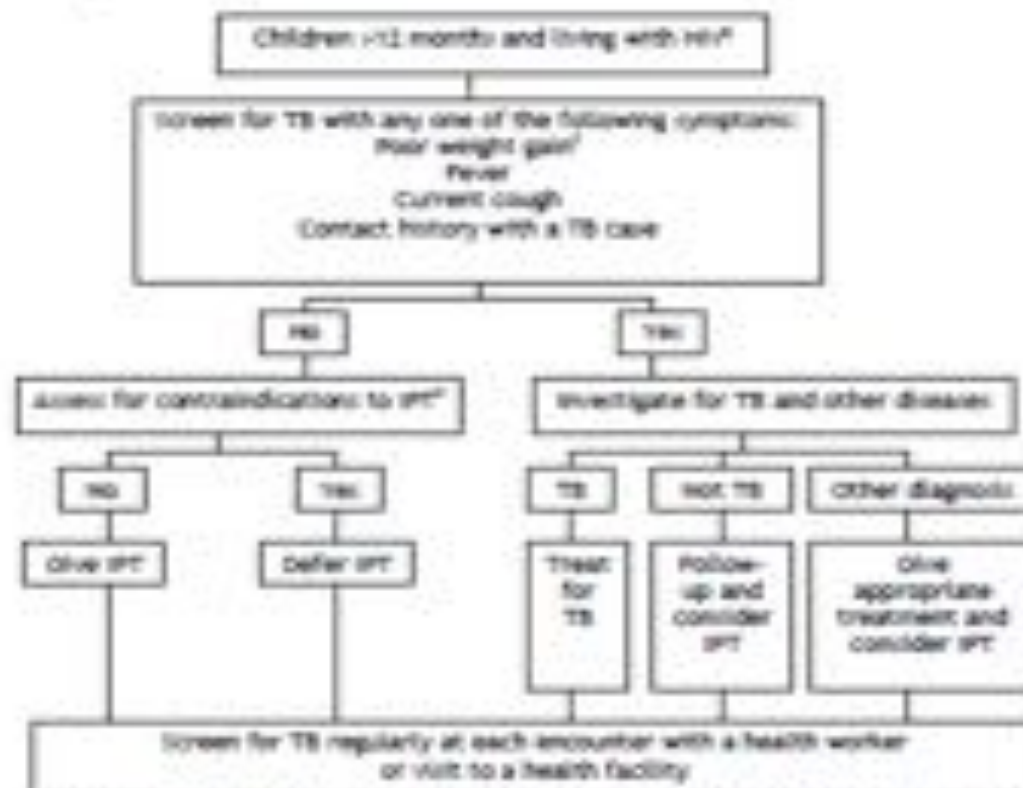 Children >12 months and living with HIV*
Screen for TB with any one of the following symptoms:
Poor weight gain
Fever
Current cough
Contact history with a TB case
No
Yes
Assess for contraindications to IPT
Investigate for TB and other diseases
No
Yes
TB
Not TB
Other diagnosis
Give IPT
Defer IPT
Treat
for
TB
Follow-
up and
consider
IPT
Give
appropriate
treatment and
consider IPT
Screen for TB regularly at each encounter with a health worker
or visit to a health facility